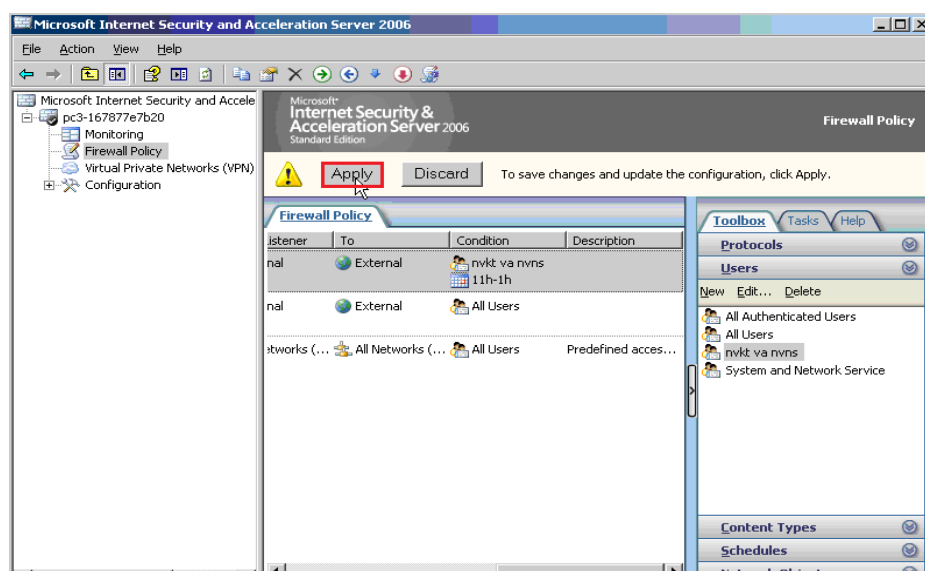 Microsoft Internet Security and Acceleration Server 2006
File Action View Help
Microsoft Internet Security and Accele
pc3-167877e7b20
Monitoring
Firewall Policy
Virtual Private Networks (VPN)
Configuration
Microsoft
Internet Security &
Acceleration Server 2006
Standard Edition
Firewall Policy
Apply Discard To save changes and update the configuration, click Apply.
Firewall Policy
istener To Condition Description
nal External nvkt va nvns
11h-1h
nal External All Users
etworks (... All Networks (... All Users Predefined acces...
Toolbox Tasks Help
Protocols
Users
New Edit... Delete
All Authenticated Users
All Users
nvkt va nvns
System and Network Service
Content Types
Schedules